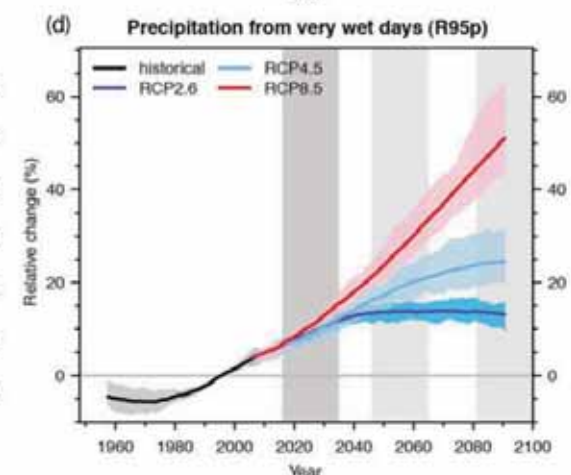 (d) Precipitation from very wet days (R95p)
historical RCP4.5
RCP2.6 RCP8.5
60 60
40 40
20 20
0 0
Relative change (%)
1960 1980 2000 2020 2040 2060 2080 2100
Year